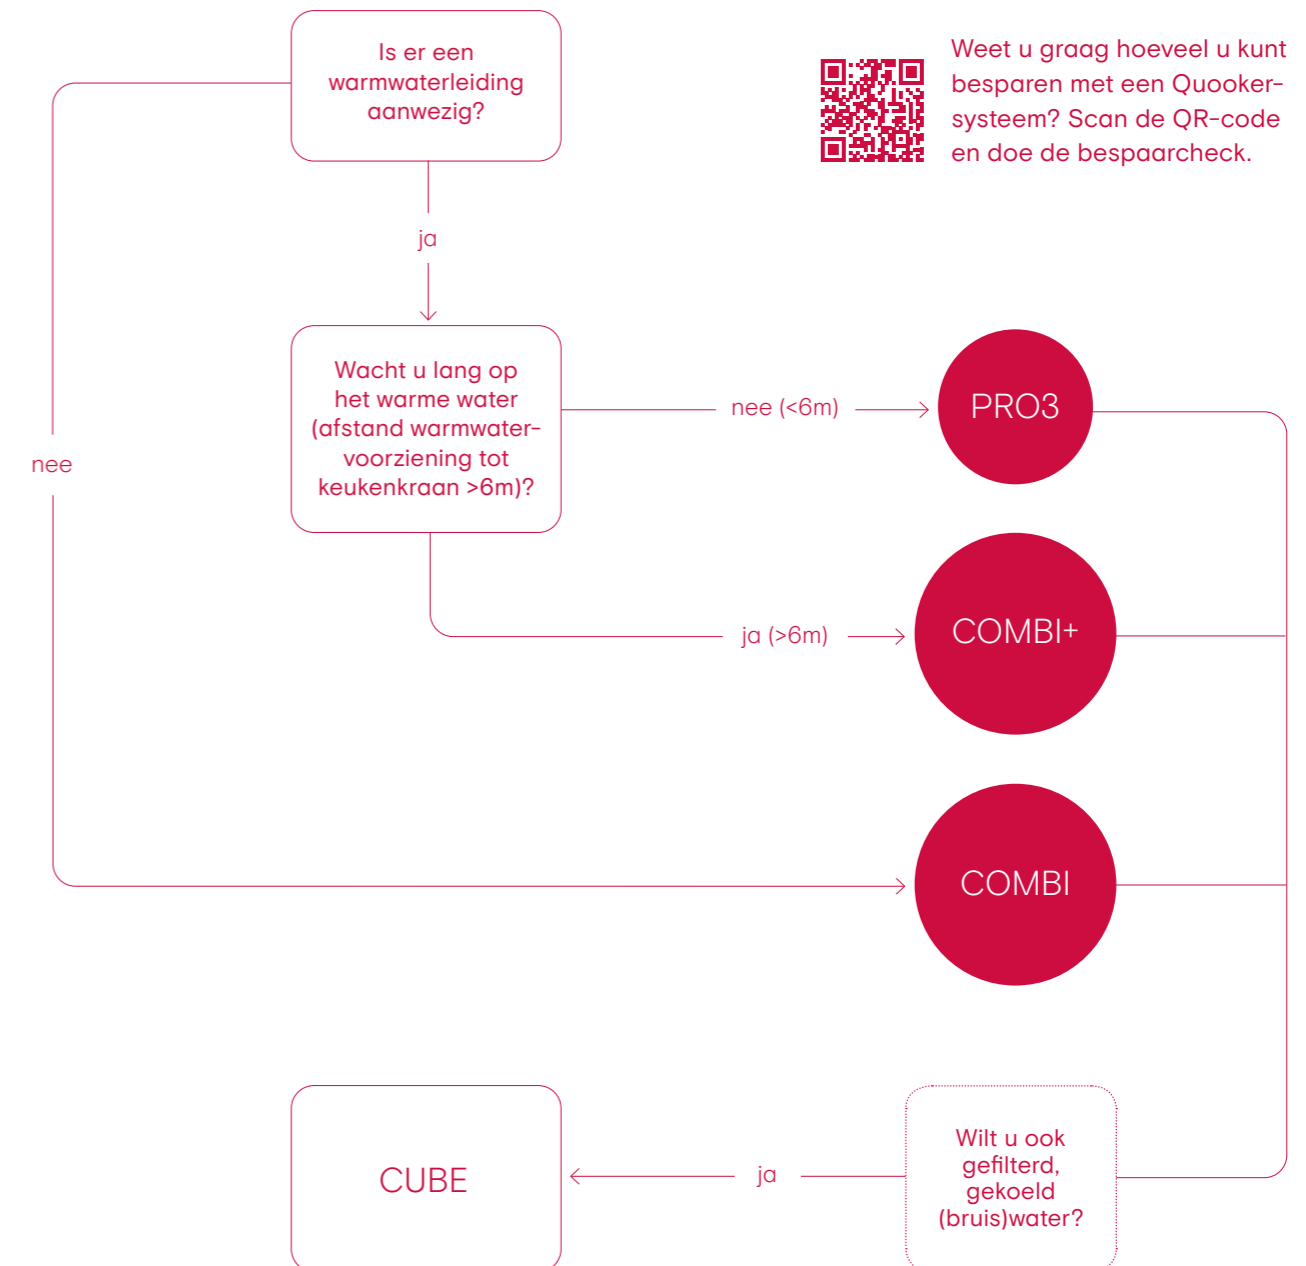 Is er een
warmwaterleiding
aanwezig?
Weet u graag hoeveel u kunt
besparen met een Quooker-
systeem? Scan de QR-code
en doe de bespaarcheck.
ja
Wacht u lang op
het warme water
(afstand warmwater-
voorziening tot
keukenkraan >6m)?
nee (<6m)
PRO3
nee
ja (>6m)
COMBI+
COMBI
CUBE
ja
Wilt u ook
gefilterd,
gekoeld
(bruis)water?